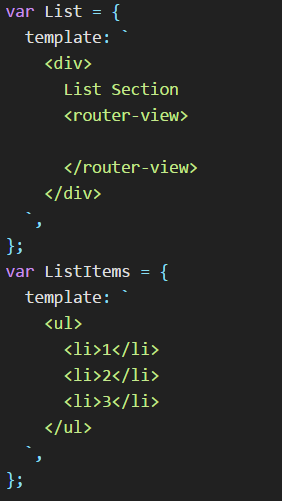 var List = {
  template: `
    <div>
      List Section
      <router-view>

      </router-view>
    </div>
  `,
};
var ListItems = {
  template: `
    <ul>
      <li>1</li>
      <li>2</li>
      <li>3</li>
    </ul>
  `,
};